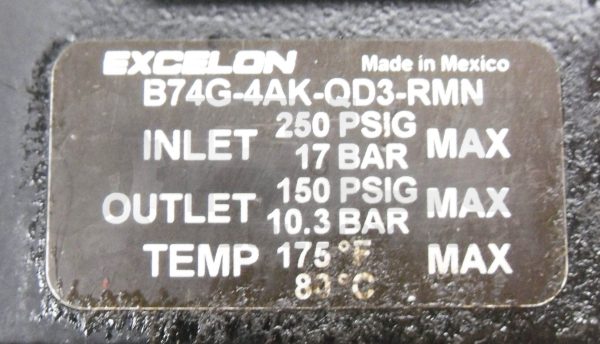 EXCELON Made in Mexico
B74G-4AK-QD3-RMN
INLET 250 PSIG 17 BAR MAX
OUTLET 150 PSIG 10.3 BAR MAX
TEMP 175 °F 80 °C MAX